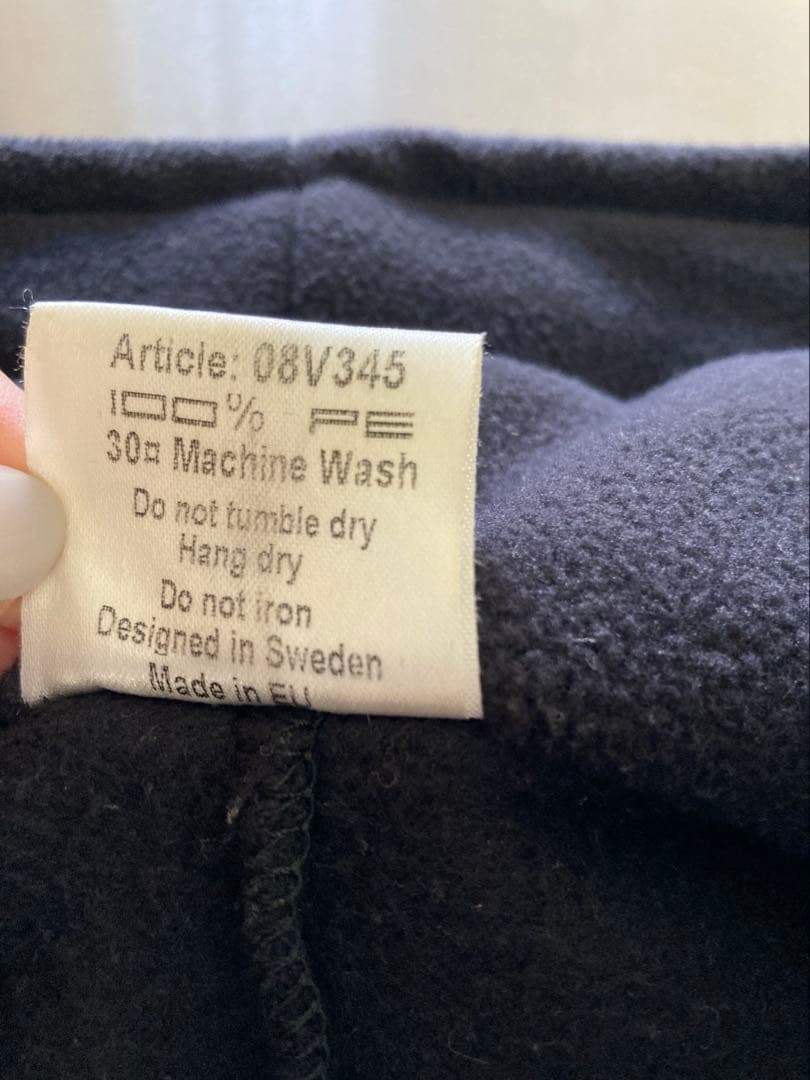 Article: 08V345
100% PE
30¤ Machine Wash
Do not tumble dry
Hang dry
Do not iron
Designed in Sweden
Made in EU